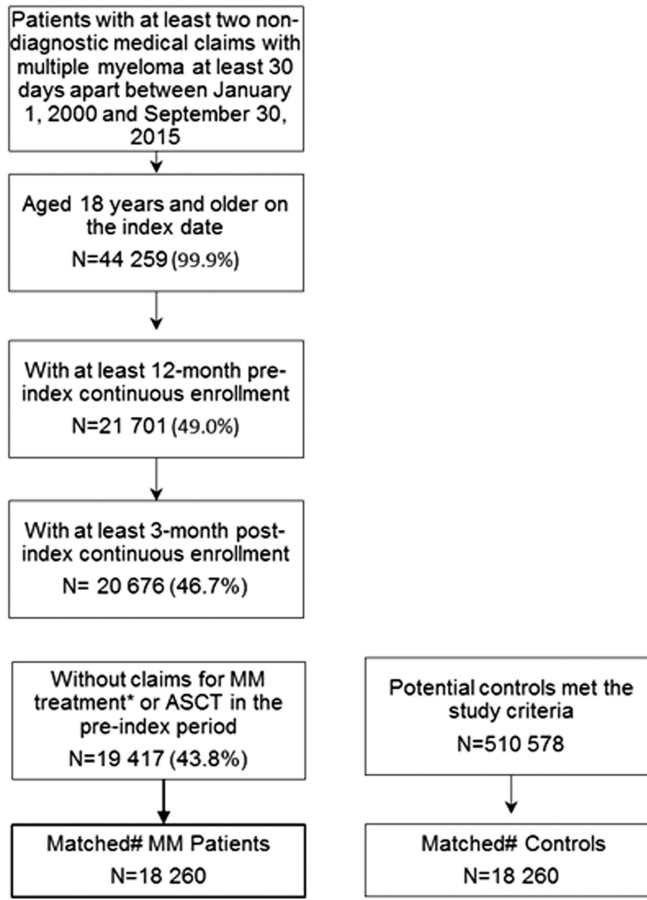 Patients with at least two non-
diagnostic medical claims with
multiple myeloma at least 30
days apart between January
1, 2000 and September 30,
2015
Aged 18 years and older on
the index date
N=44 259 (99.9%)
With at least 12-month pre-
index continuous enrollment
N=21 701 (49.0%)
With at least 3-month post-
index continuous enrollment
N= 20 676 (46.7%)
Without claims for MM
treatment* or ASCT in the
pre-index period
N=19 417 (43.8%)
Potential controls met the
study criteria
N=510 578
Matched# MM Patients
N=18 260
Matched# Controls
N=18 260